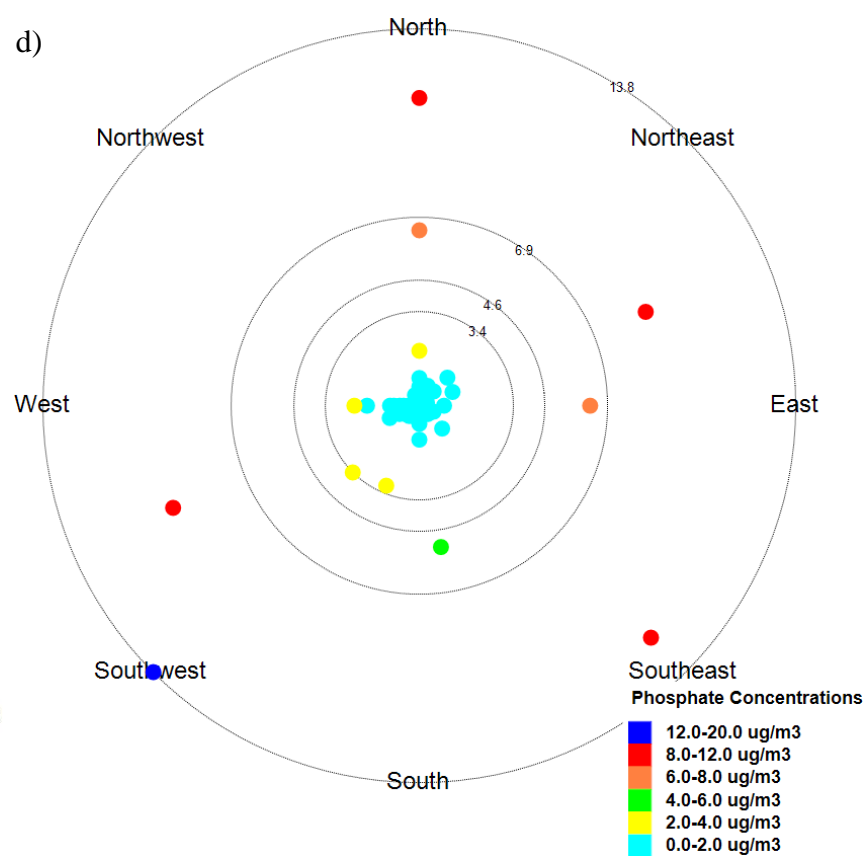 d)
North
13.8
Northwest
Northeast
6.9
4.6
3.4
West
East
Southwest
Southeast
Phosphate Concentrations
12.0-20.0 ug/m3
8.0-12.0 ug/m3
6.0-8.0 ug/m3
4.0-6.0 ug/m3
2.0-4.0 ug/m3
0.0-2.0 ug/m3
South